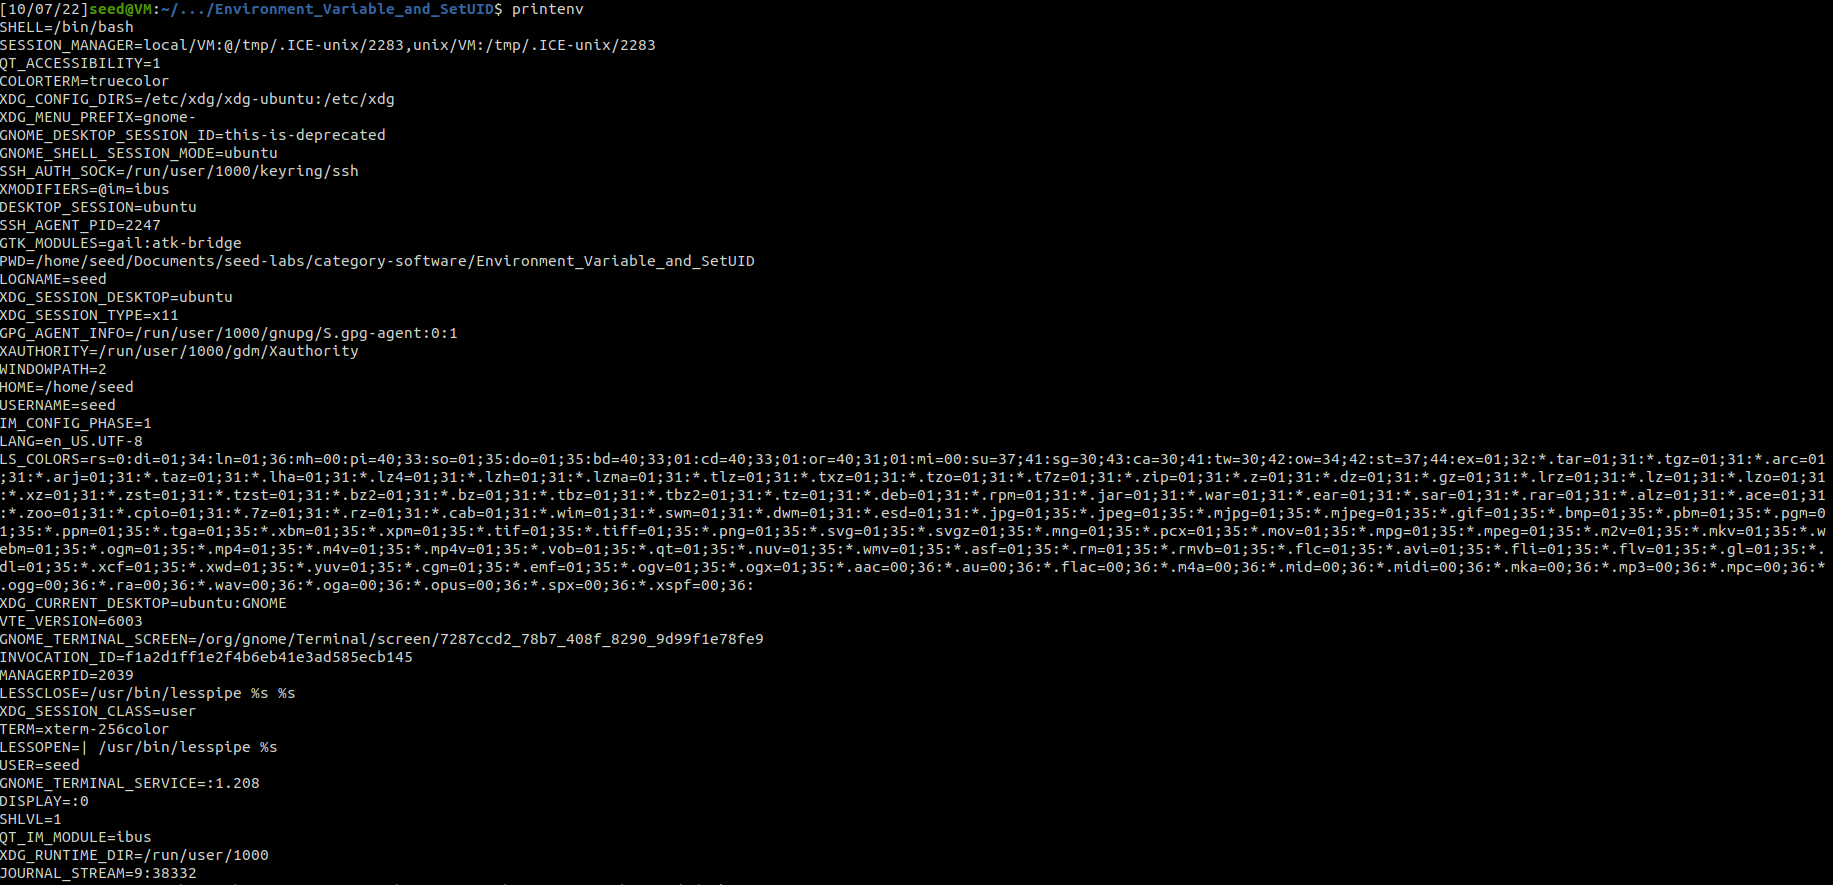 [10/07/22]seed@VM:~/.../Environment_Variable_and_SetUID$ printenv
SHELL=/bin/bash
SESSION_MANAGER=local/VM:@/tmp/.ICE-unix/2283,unix/VM:/tmp/.ICE-unix/2283
QT_ACCESSIBILITY=1
COLORTERM=truecolor
XDG_CONFIG_DIRS=/etc/xdg/xdg-ubuntu:/etc/xdg
XDG_MENU_PREFIX=gnome-
GNOME_DESKTOP_SESSION_ID=this-is-deprecated
GNOME_SHELL_SESSION_MODE=ubuntu
SSH_AUTH_SOCK=/run/user/1000/keyring/ssh
XMODIFIERS=@im=ibus
DESKTOP_SESSION=ubuntu
SSH_AGENT_PID=2247
GTK_MODULES=gail:atk-bridge
PWD=/home/seed/Documents/seed-labs/category-software/Environment_Variable_and_SetUID
LOGNAME=seed
XDG_SESSION_DESKTOP=ubuntu
XDG_SESSION_TYPE=x11
GPG_AGENT_INFO=/run/user/1000/gnupg/S.gpg-agent:0:1
XAUTHORITY=/run/user/1000/gdm/Xauthority
WINDOWPATH=2
HOME=/home/seed
USERNAME=seed
IM_CONFIG_PHASE=1
LANG=en_US.UTF-8
LS_COLORS=rs=0:di=01;34:ln=01;36:mh=00:pi=40;33:so=01;35:do=01;35:bd=40;33;01:cd=40;33;01:or=40;31;01:mi=00:su=37;41:sg=30;43:ca=30;41:tw=30;42:ow=34;42:st=37;44:ex=01;32:*.tar=01;31:*.tgz=01;31:*.arc=01
;31:*.arj=01;31:*.taz=01;31:*.lha=01;31:*.lz4=01;31:*.lzh=01;31:*.lzma=01;31:*.tlz=01;31:*.txz=01;31:*.tzo=01;31:*.t7z=01;31:*.zip=01;31:*.z=01;31:*.dz=01;31:*.gz=01;31:*.lrz=01;31:*.lz=01;31:*.lzo=01;31
:*.xz=01;31:*.zst=01;31:*.tzst=01;31:*.bz2=01;31:*.bz=01;31:*.tbz=01;31:*.tbz2=01;31:*.tz=01;31:*.deb=01;31:*.rpm=01;31:*.jar=01;31:*.war=01;31:*.ear=01;31:*.sar=01;31:*.rar=01;31:*.alz=01;31:*.ace=01;31
:*.zoo=01;31:*.cpio=01;31:*.7z=01;31:*.rz=01;31:*.cab=01;31:*.wim=01;31:*.swm=01;31:*.dwm=01;31:*.esd=01;31:*.jpg=01;35:*.jpeg=01;35:*.mjpg=01;35:*.mjpeg=01;35:*.gif=01;35:*.bmp=01;35:*.pbm=01;35:*.pgm=0
1;35:*.ppm=01;35:*.tga=01;35:*.xbm=01;35:*.xpm=01;35:*.tif=01;35:*.tiff=01;35:*.png=01;35:*.svg=01;35:*.svgz=01;35:*.mng=01;35:*.pcx=01;35:*.mov=01;35:*.mpg=01;35:*.mpeg=01;35:*.m2v=01;35:*.mkv=01;35:*.w
ebm=01;35:*.ogm=01;35:*.mp4=01;35:*.m4v=01;35:*.mp4v=01;35:*.vob=01;35:*.qt=01;35:*.nuv=01;35:*.wmv=01;35:*.asf=01;35:*.rm=01;35:*.rmvb=01;35:*.flc=01;35:*.avi=01;35:*.fli=01;35:*.flv=01;35:*.gl=01;35:*.
dl=01;35:*.xcf=01;35:*.xwd=01;35:*.yuv=01;35:*.cgm=01;35:*.emf=01;35:*.ogv=01;35:*.ogx=01;35:*.aac=00;36:*.au=00;36:*.flac=00;36:*.m4a=00;36:*.mid=00;36:*.midi=00;36:*.mka=00;36:*.mp3=00;36:*.mpc=00;36:*
.ogg=00;36:*.ra=00;36:*.wav=00;36:*.oga=00;36:*.opus=00;36:*.spx=00;36:*.xspf=00;36:
XDG_CURRENT_DESKTOP=ubuntu:GNOME
VTE_VERSION=6003
GNOME_TERMINAL_SCREEN=/org/gnome/Terminal/screen/7287ccd2_78b7_408f_8290_9d99f1e78fe9
INVOCATION_ID=f1a2d1ff1e2f4b6eb41e3ad585ecb145
MANAGERPID=2039
LESSCLOSE=/usr/bin/lesspipe %s %s
XDG_SESSION_CLASS=user
TERM=xterm-256color
LESSOPEN=| /usr/bin/lesspipe %s
USER=seed
GNOME_TERMINAL_SERVICE=:1.208
DISPLAY=:0
SHLVL=1
QT_IM_MODULE=ibus
XDG_RUNTIME_DIR=/run/user/1000
JOURNAL_STREAM=9:38332